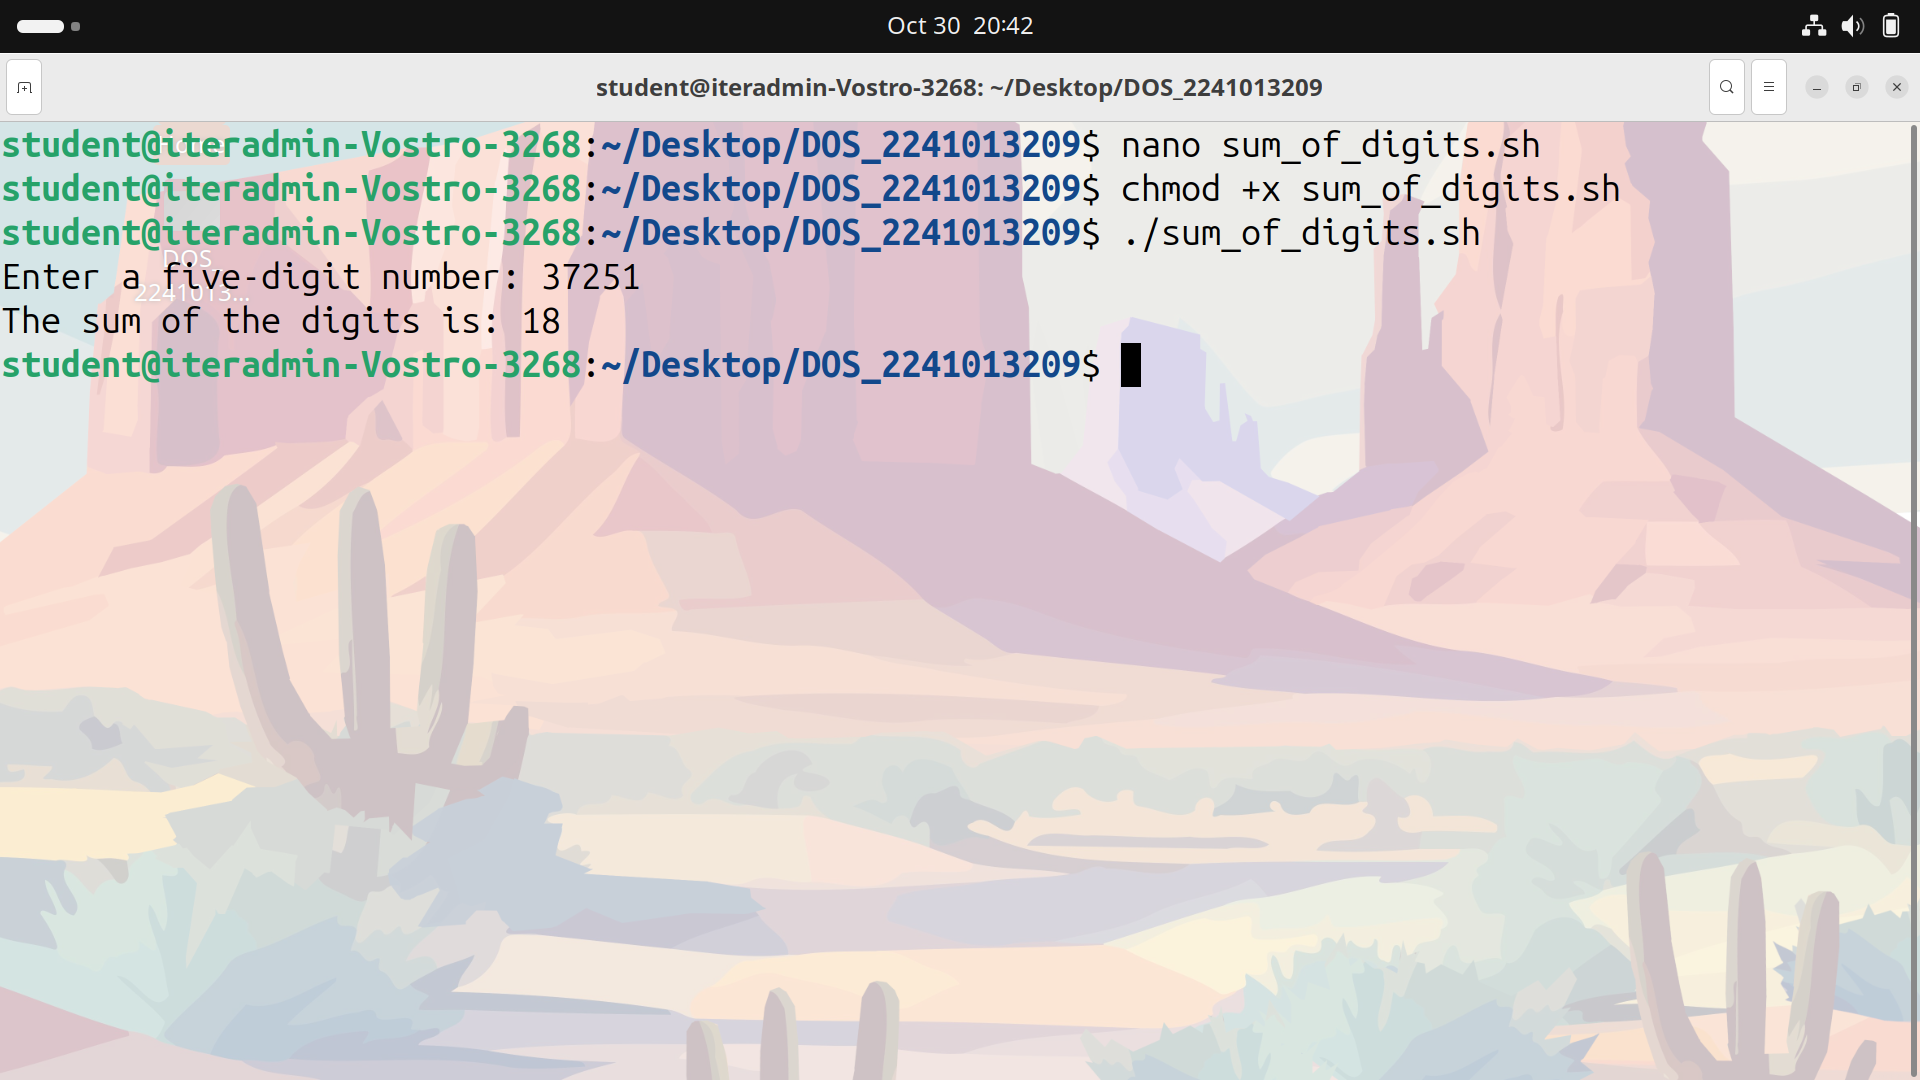 Oct 30 20:42
student@iteradmin-Vostro-3268: ~/Desktop/DOS_2241013209
student@iteradmin-Vostro-3268:~/Desktop/DOS_2241013209$ nano sum_of_digits.sh
student@iteradmin-Vostro-3268:~/Desktop/DOS_2241013209$ chmod +x sum_of_digits.sh
student@iteradmin-Vostro-3268:~/Desktop/DOS_2241013209$ ./sum_of_digits.sh
DOS_
Enter a five-digit number: 37251
2241013...
The sum of the digits is: 18
student@iteradmin-Vostro-3268:~/Desktop/DOS_2241013209$